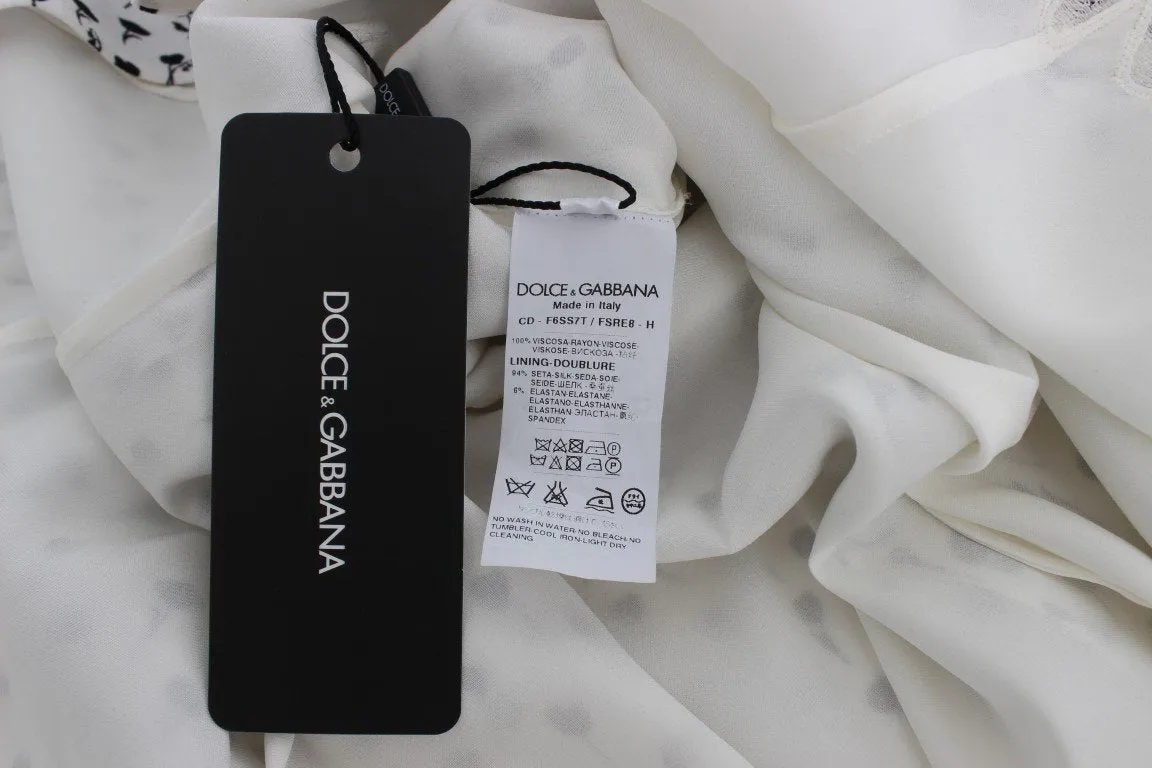 DOLCE
DOLCE & GABBANA
DOLCE & GABBANA
Made in Italy
CD - F6SS7T / FSRE8 - H
100% VISCOSA-RAYON-VISCOSE-
VISKOSE-ВИСКОЗА
LINING-DOUBLURE
94% SETA-SILK-SEDA-SOIE-
SEIDE-ШЕЛК
6% ELASTAN-ELASTANE-
ELASTANO-ELASTHANNE-
ELASTHAN-ЭЛАСТАН
SPANDEX
P
P
NO WASH IN WATER-NO BLEACH-NO
TUMBLER-COOL IRON-LIGHT DRY
CLEANING